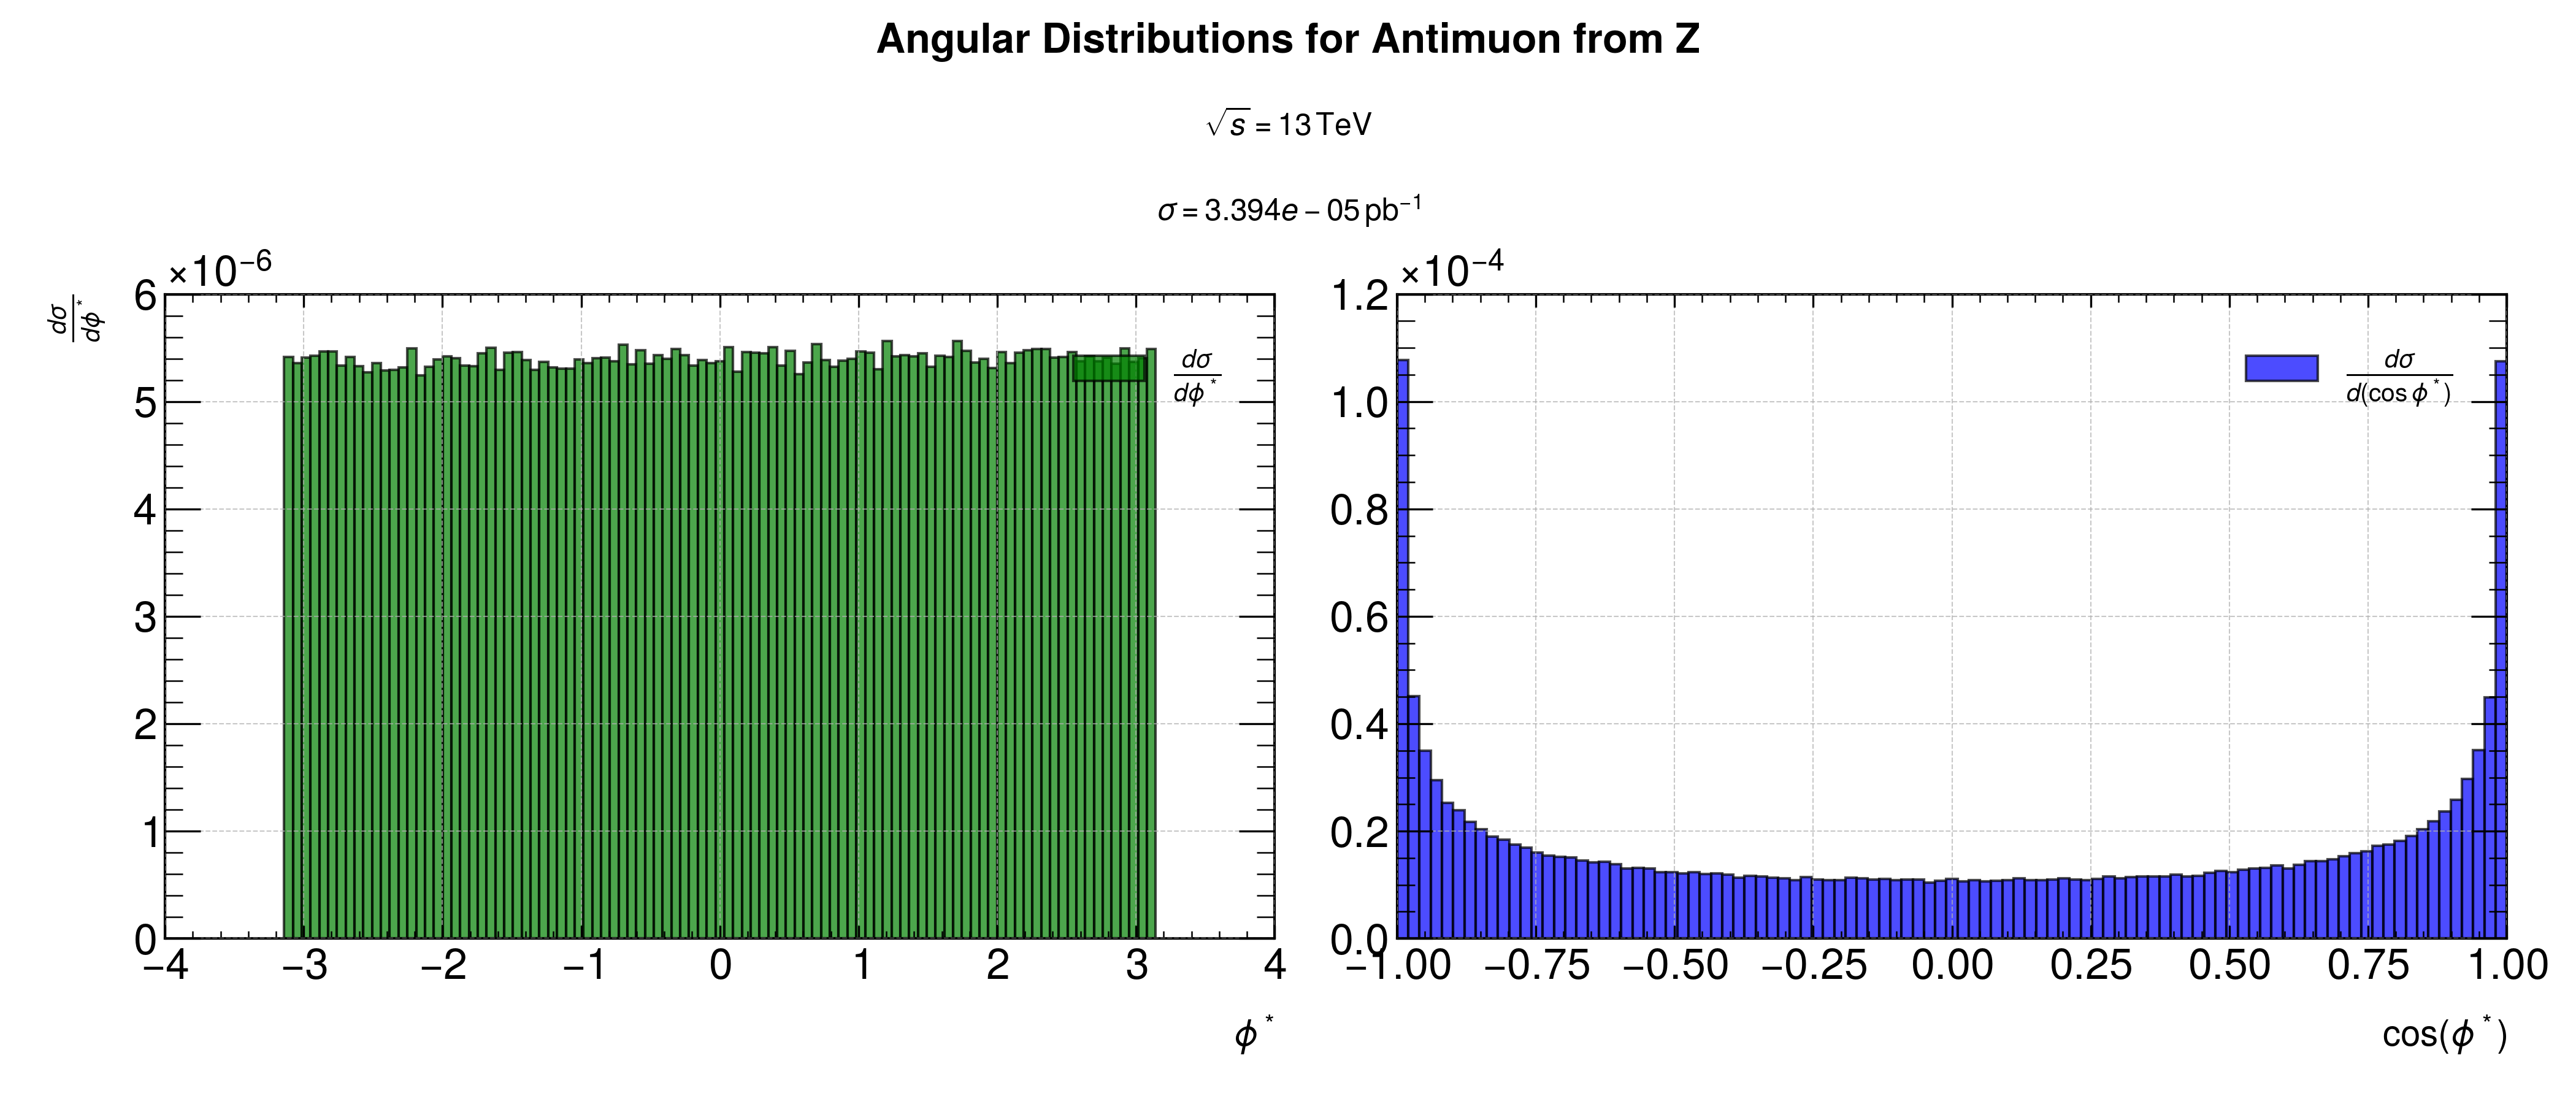 Angular Distributions for Antimuon from Z
√s = 13 TeV
σ = 3.394e − 05 pb⁻¹
×10⁻⁶
dσ/dϕ*
6
5
4
3
2
1
0
−4 −3 −2 −1 0 1 2 3 4
ϕ*
dσ/dϕ*
×10⁻⁴
1.2
1.0
0.8
0.6
0.4
0.2
0.0
−1.00 −0.75 −0.50 −0.25 0.00 0.25 0.50 0.75 1.00
cos(ϕ*)
dσ/d(cos ϕ*)